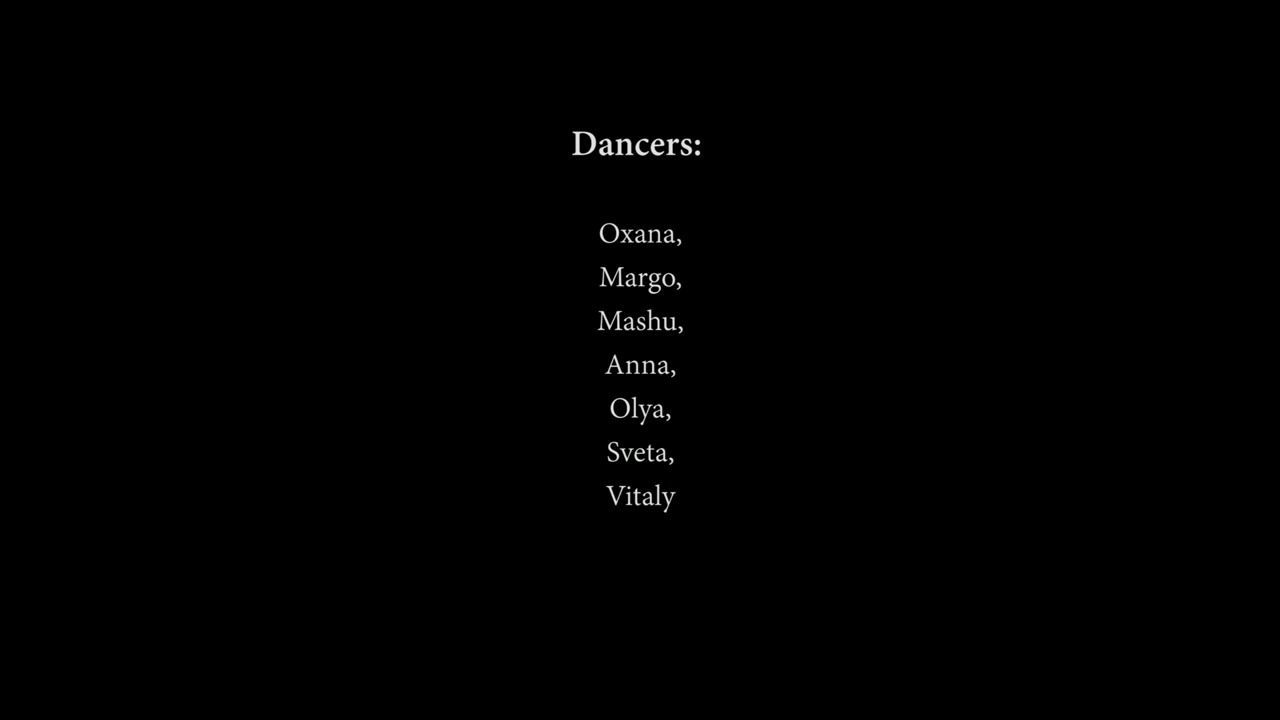 Dancers:
Oxana,
Margo,
Mashu,
Anna,
Olya,
Sveta,
Vitaly